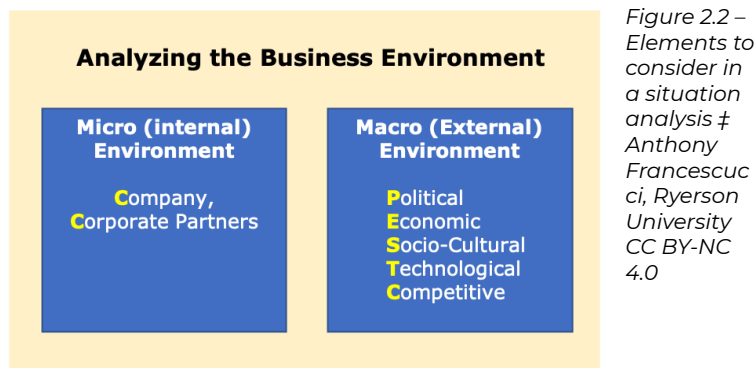 Analyzing the Business Environment
Micro (internal)
Environment
Company,
Corporate Partners
Macro (External)
Environment
Political
Economic
Socio-Cultural
Technological
Competitive
Figure 2.2 –
Elements to
consider in
a situation
analysis ‡
Anthony
Francescuc
ci, Ryerson
University
CC BY-NC
4.0